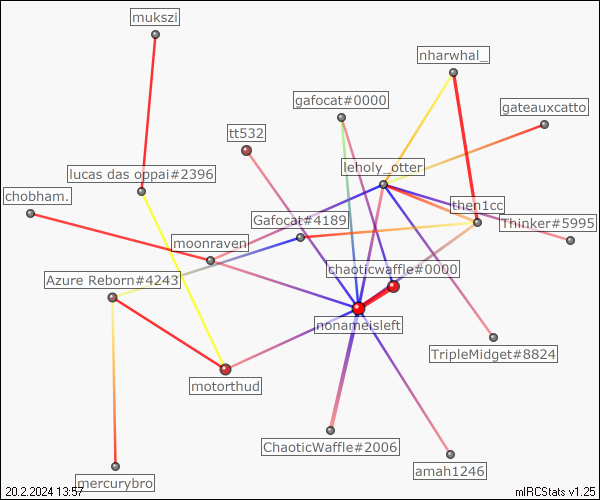 mukszi
nharwhal_
gafocat#0000
gateauxcatto
tt532
leholy_otter
lucas das oppai#2396
chobham.
then1cc
Gafocat#4189
Thinker#5995
moonraven
chaoticwaffle#0000
Azure Reborn#4243
nonameisleft
TripleMidget#8824
motorthud
ChaoticWaffle#2006
amah1246
mercurybro
20.2.2024 13:57
mIRCStats v1.25